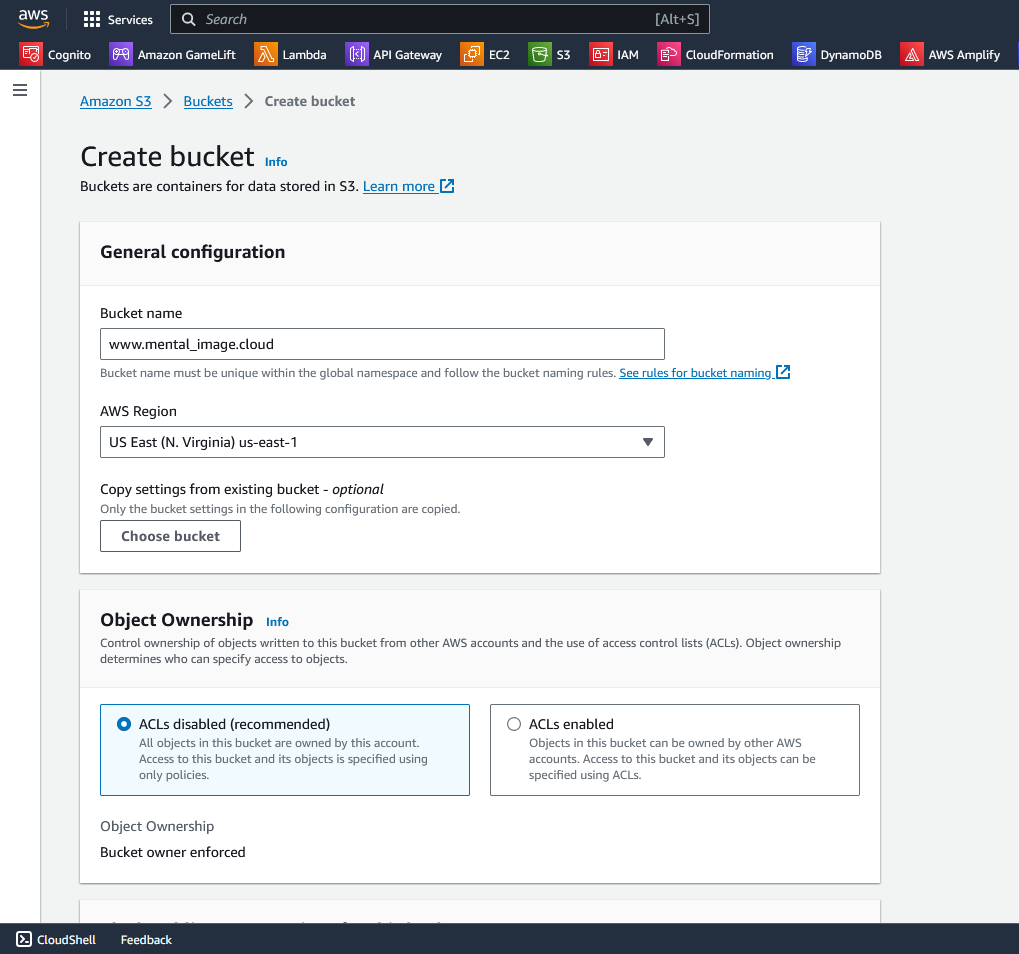 aws Services Search [Alt+S]
Cognito Amazon GameLift Lambda API Gateway EC2 S3 IAM CloudFormation DynamoDB AWS Amplify
Amazon S3 > Buckets > Create bucket
Create bucket Info
Buckets are containers for data stored in S3. Learn more
General configuration
Bucket name
www.mental_image.cloud
Bucket name must be unique within the global namespace and follow the bucket naming rules. See rules for bucket naming
AWS Region
US East (N. Virginia) us-east-1
Copy settings from existing bucket - optional
Only the bucket settings in the following configuration are copied.
Choose bucket
Object Ownership Info
Control ownership of objects written to this bucket from other AWS accounts and the use of access control lists (ACLs). Object ownership
determines who can specify access to objects.
ACLs disabled (recommended)
All objects in this bucket are owned by this account.
Access to this bucket and its objects is specified using
only policies.
ACLs enabled
Objects in this bucket can be owned by other AWS
accounts. Access to this bucket and its objects can be
specified using ACLs.
Object Ownership
Bucket owner enforced
CloudShell Feedback